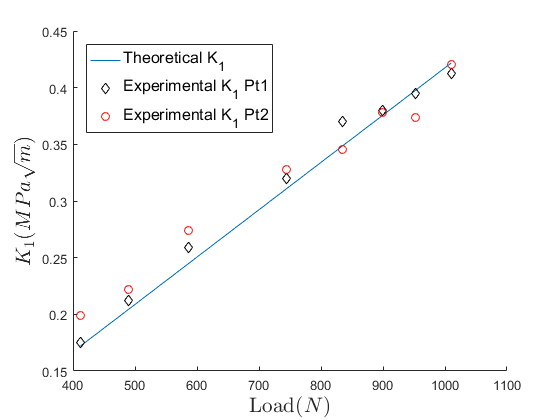 0.45
0.4
0.35
0.3
0.25
0.2
0.15
K₁(MPa√m)
Theoretical K₁
Experimental K₁ Pt1
Experimental K₁ Pt2
400 500 600 700 800 900 1000 1100
Load(N)